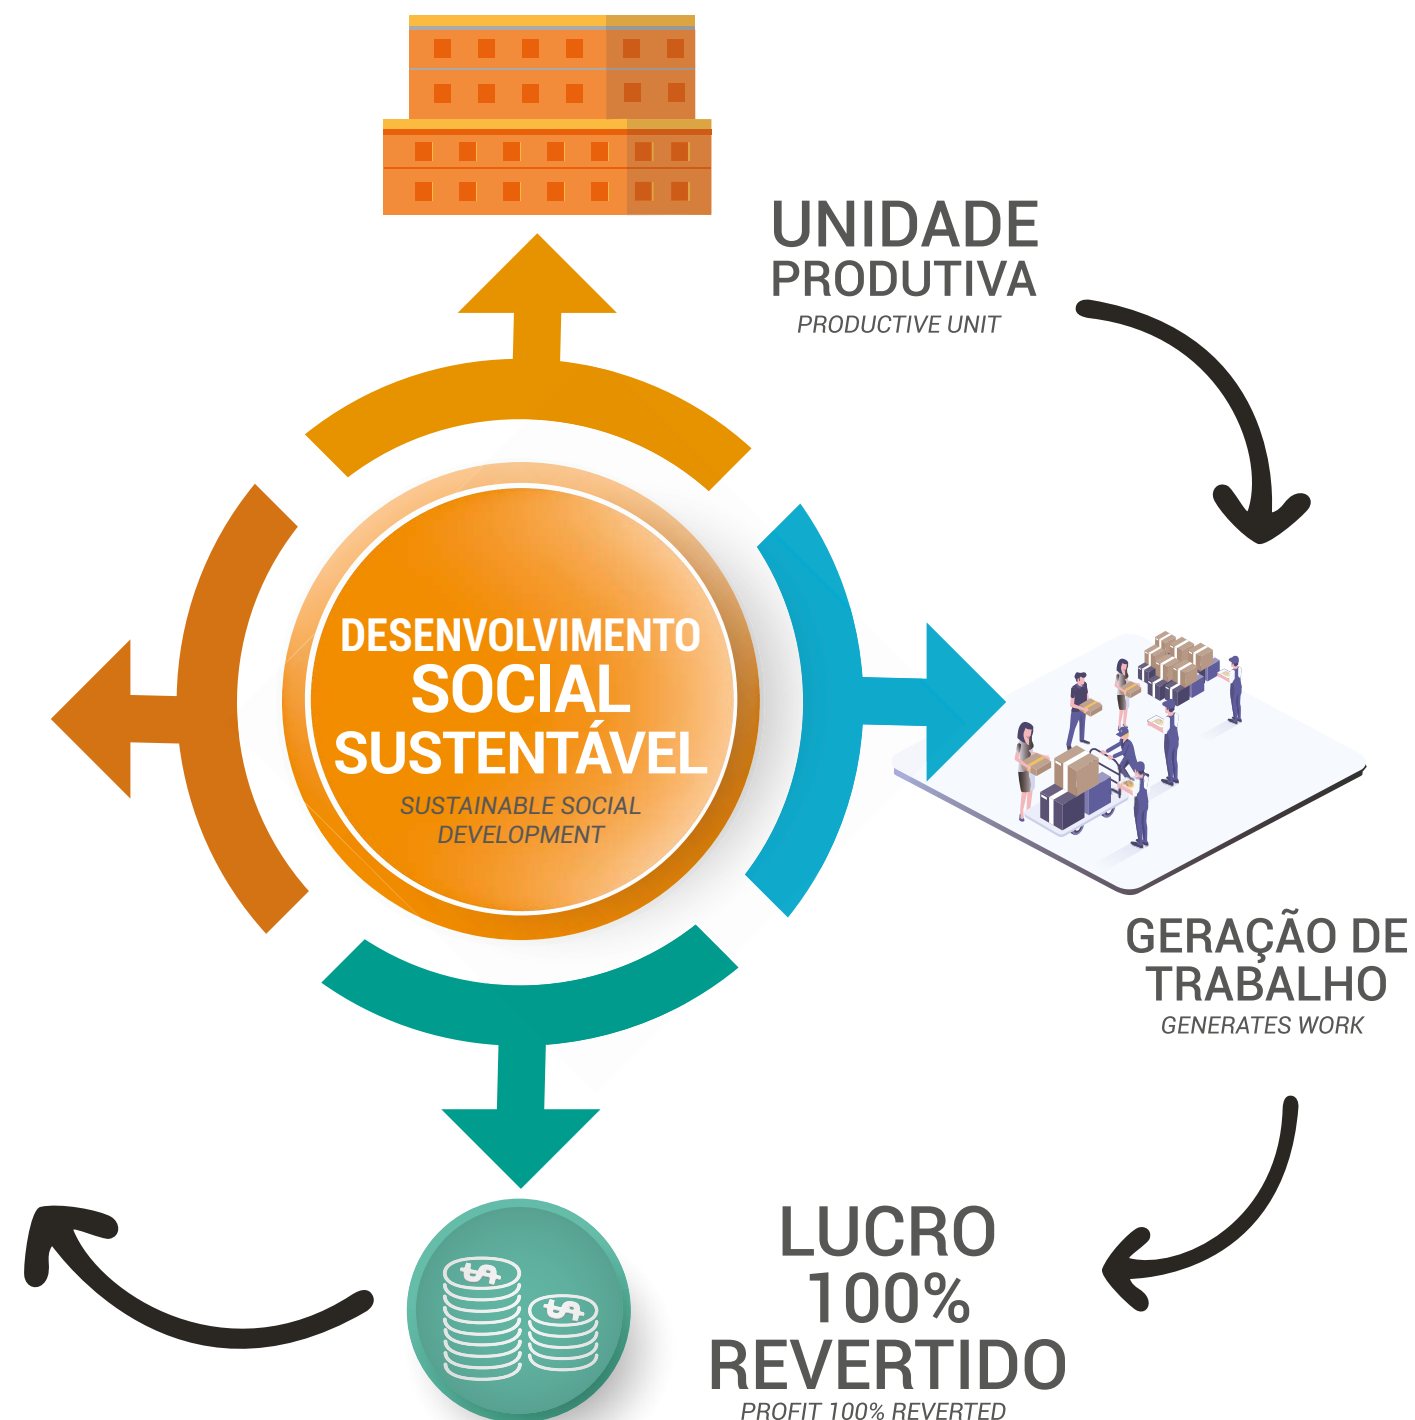 UNIDADE
PRODUTIVA
PRODUCTIVE UNIT
DESENVOLVIMENTO
SOCIAL
SUSTENTÁVEL
SUSTAINABLE SOCIAL
DEVELOPMENT
GERAÇÃO DE
TRABALHO
GENERATES WORK
LUCRO
100%
REVERTIDO
PROFIT 100% REVERTED